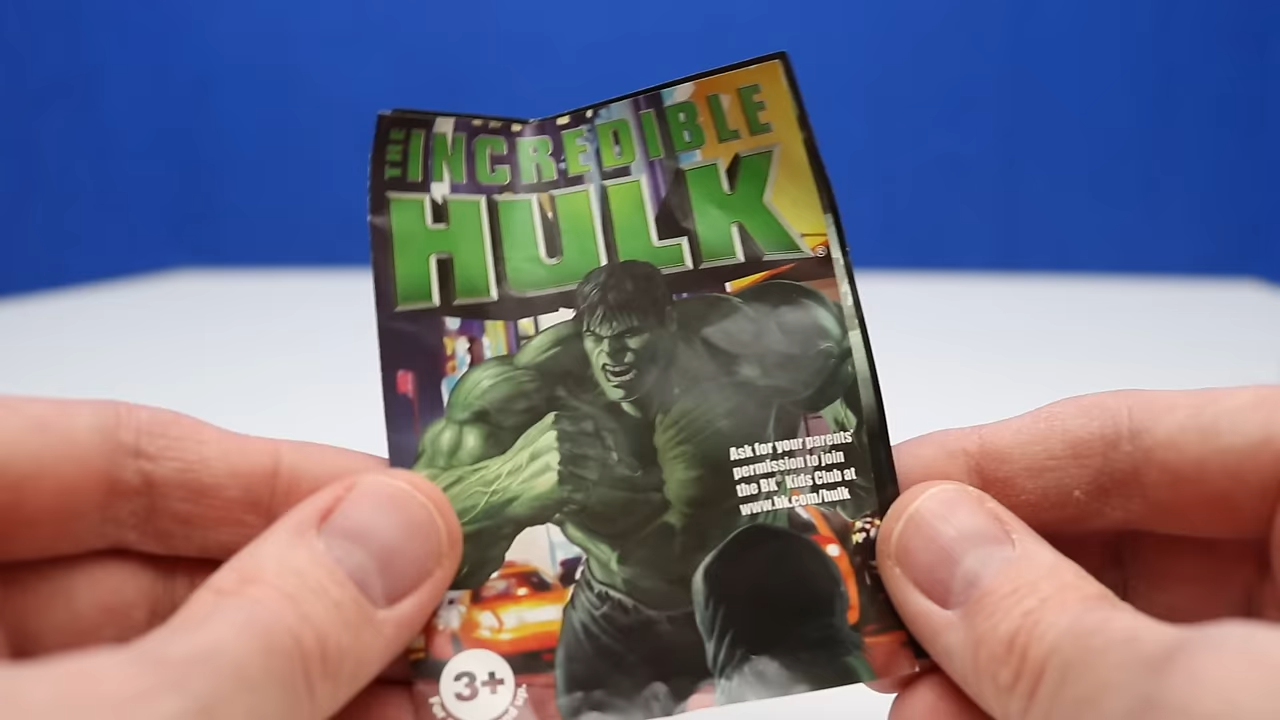 THE INCREDIBLE
HULK®
Ask for your parents'
permission to join
the BK® Kids Club at
www.bk.com/hulk
3+